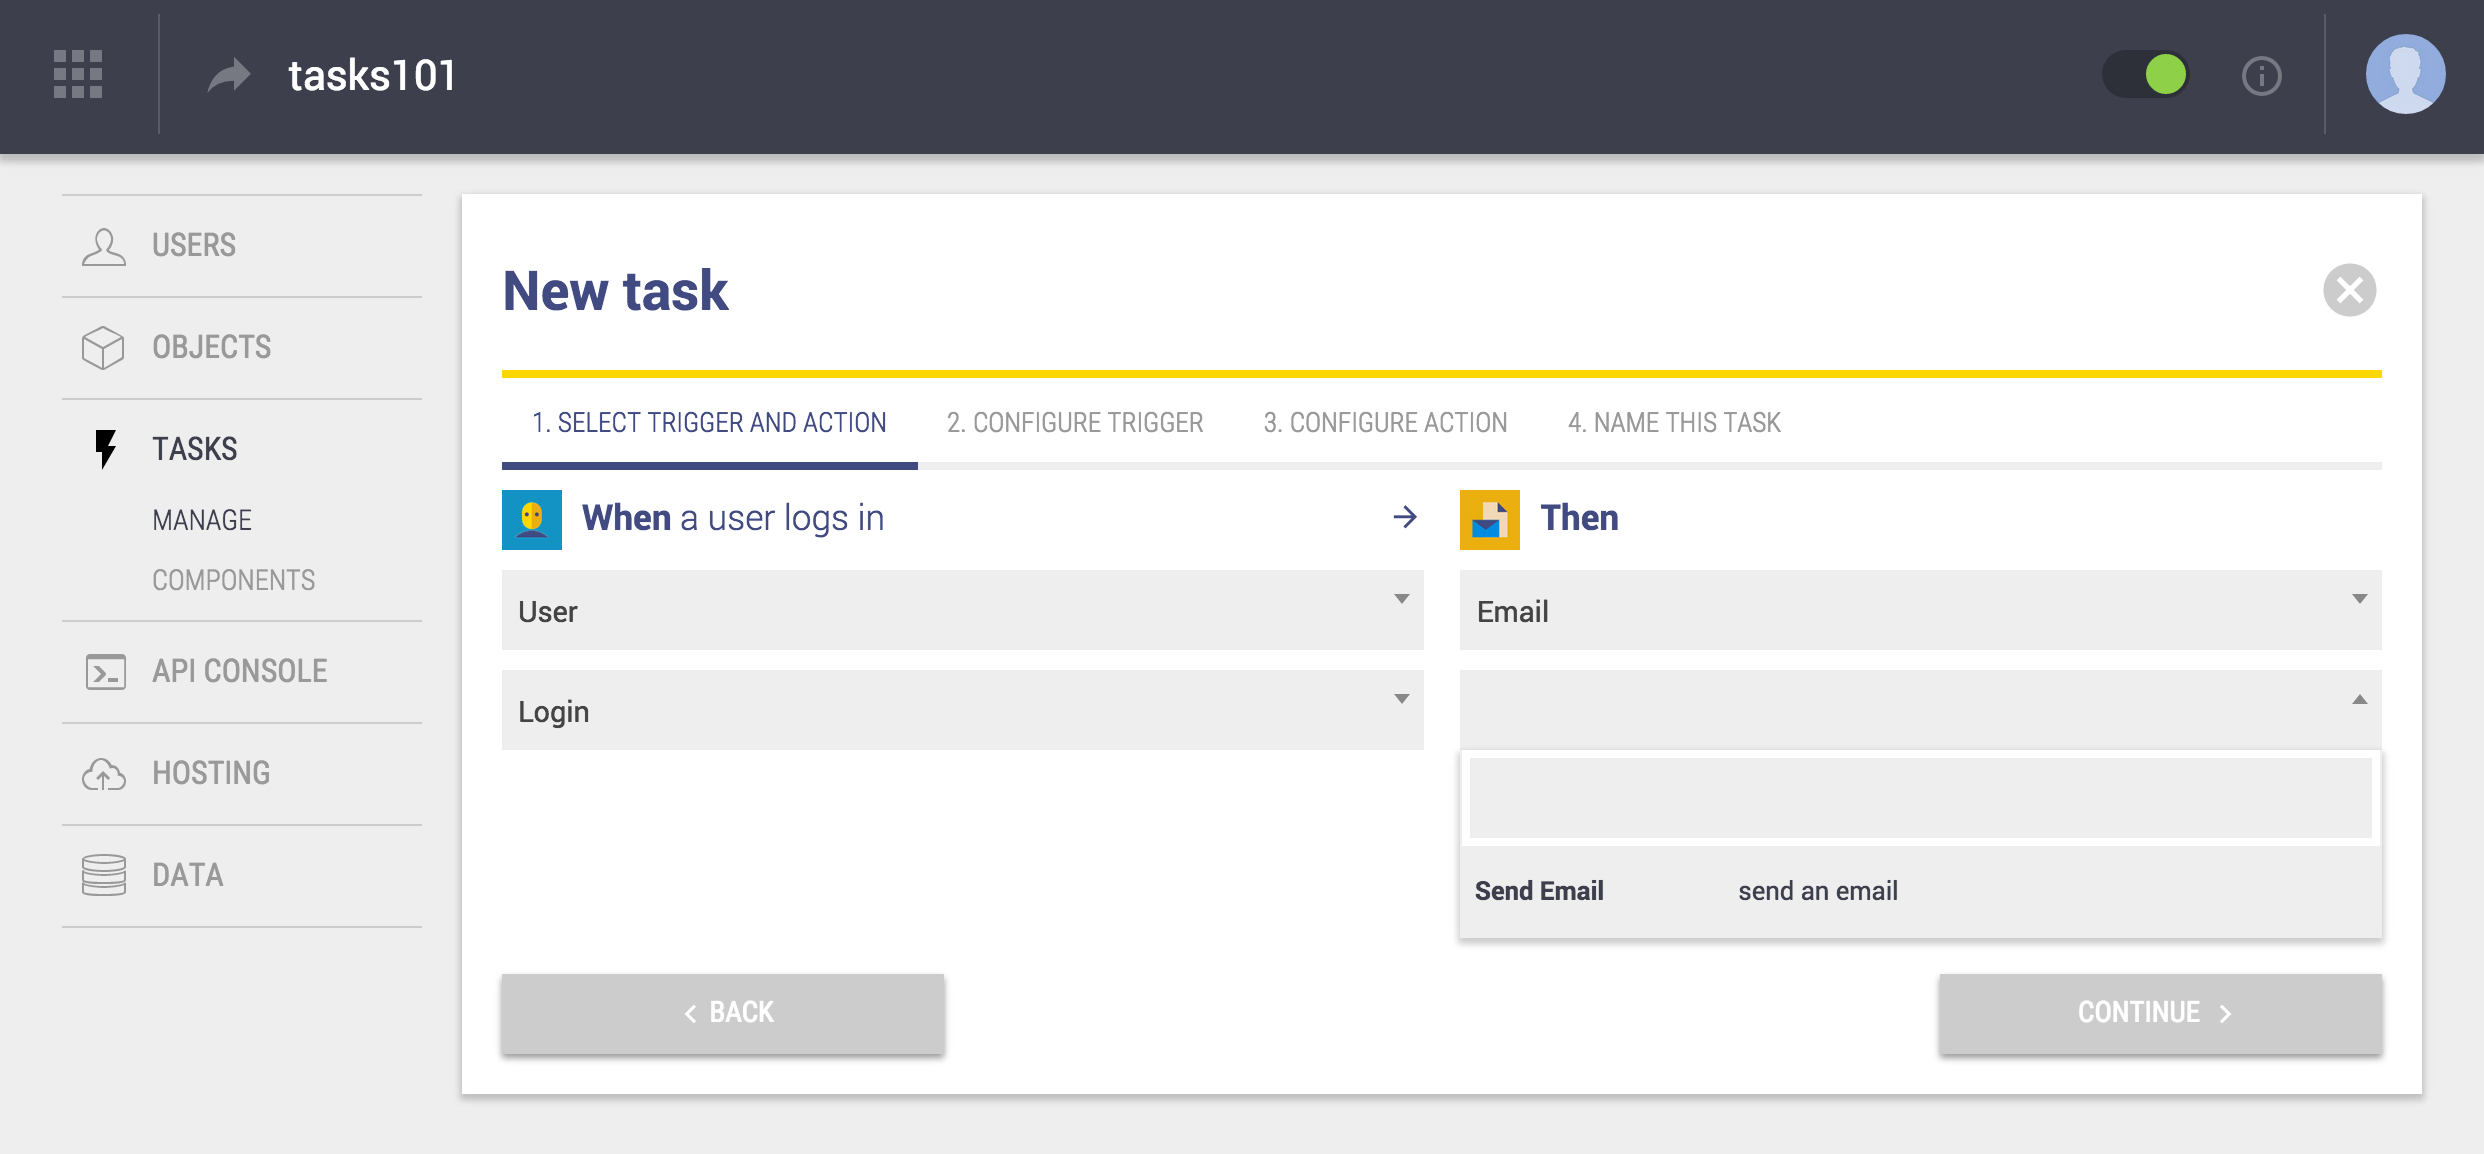 tasks101
USERS
OBJECTS
TASKS
MANAGE
COMPONENTS
API CONSOLE
HOSTING
DATA
New task
1. SELECT TRIGGER AND ACTION
2. CONFIGURE TRIGGER
3. CONFIGURE ACTION
4. NAME THIS TASK
When a user logs in
User
Login
Then
Email
Send Email
send an email
BACK
CONTINUE